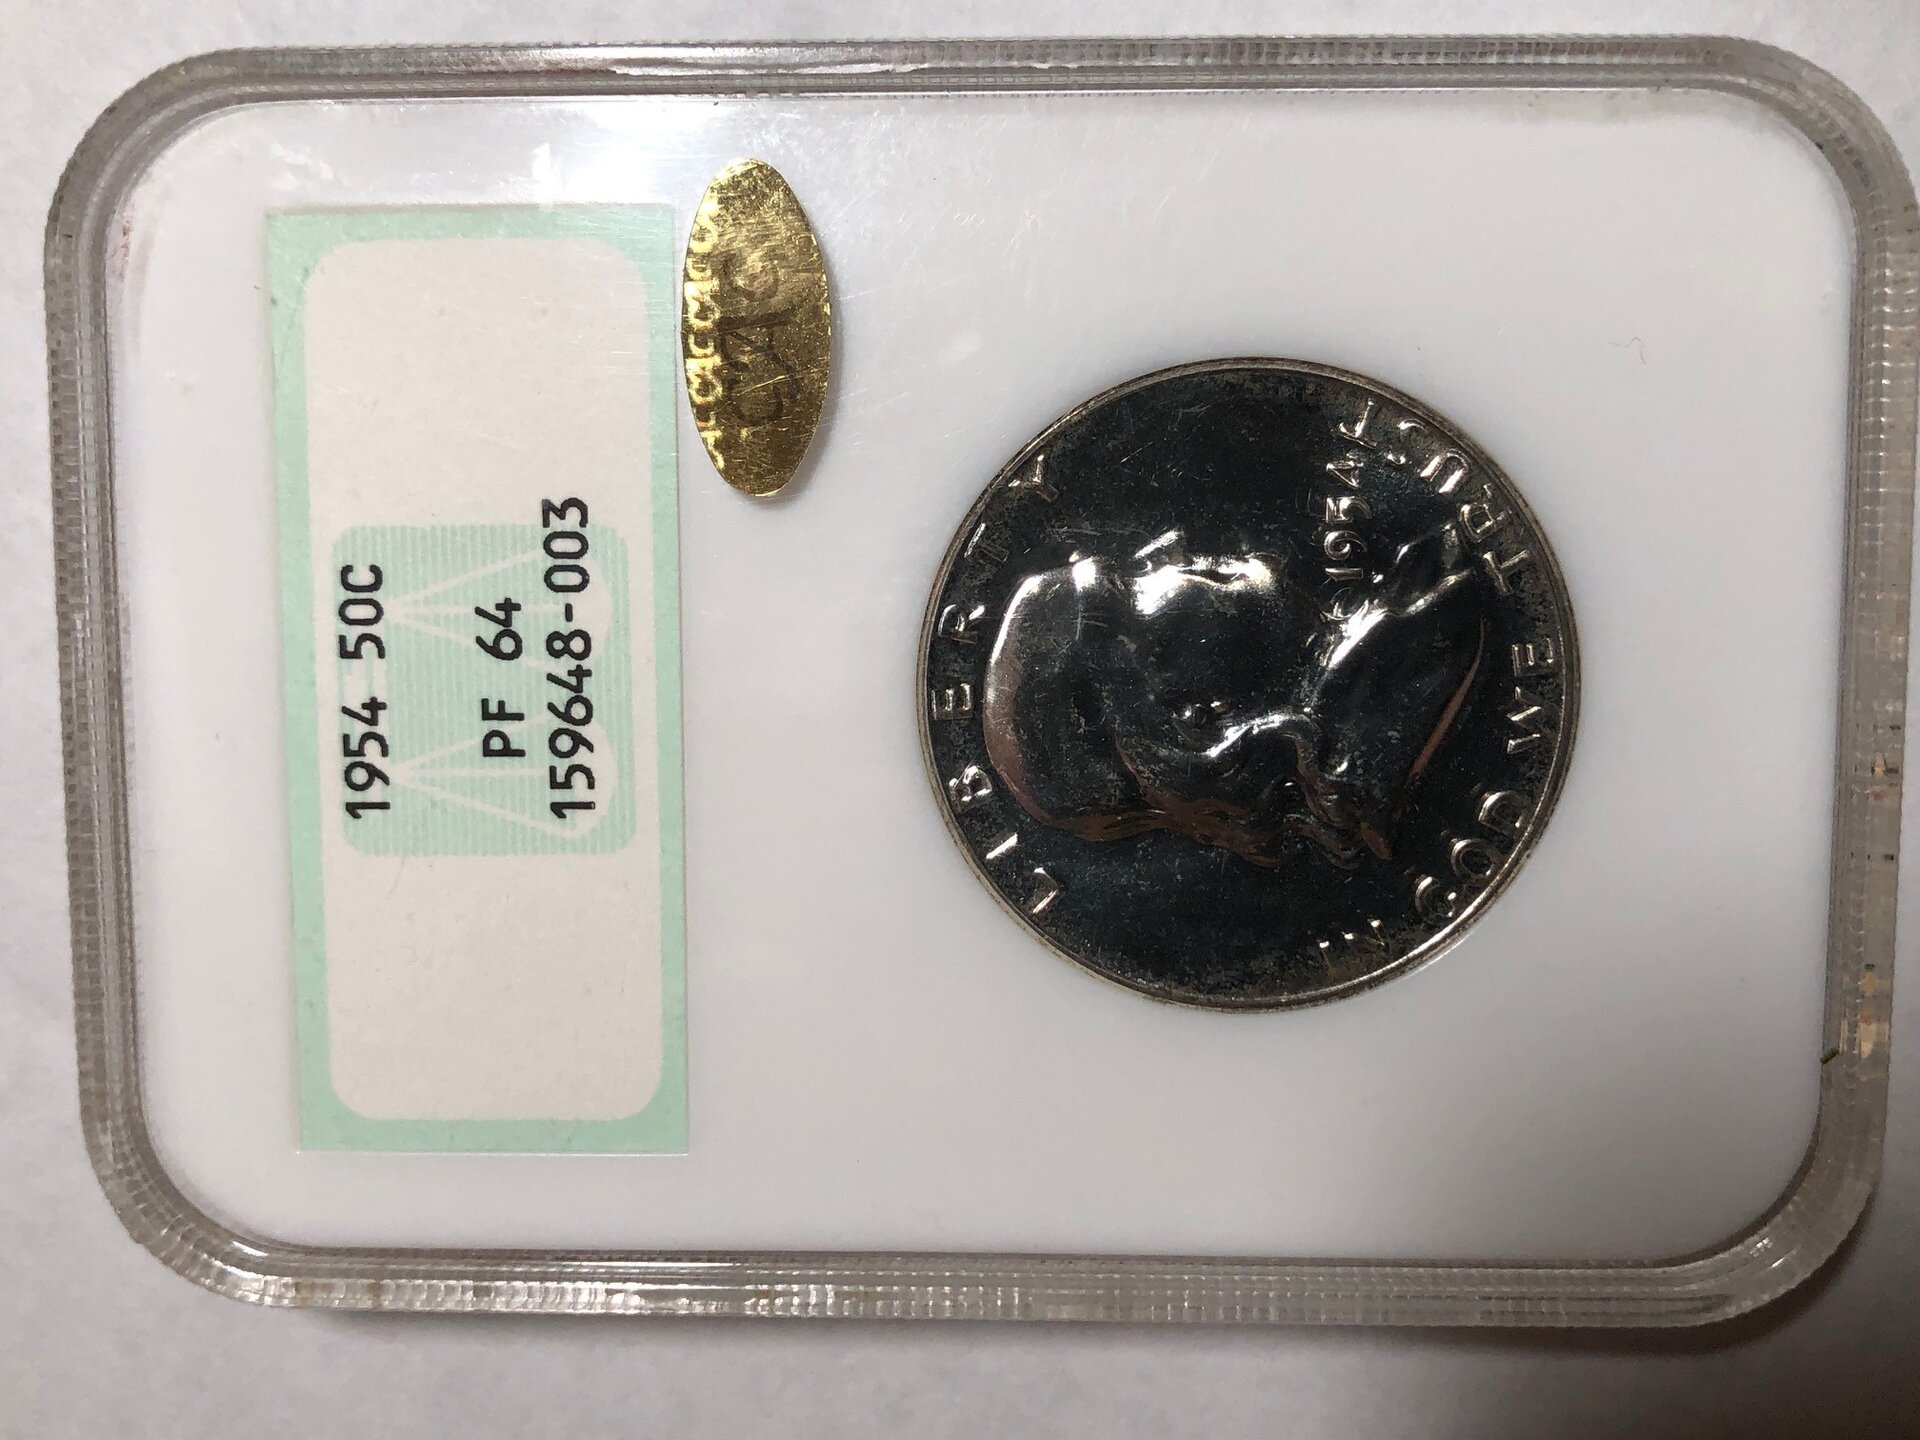 1954 50C
PF 64
159648-003
CAC
LIBERTY
1954
IN GOD WE TRUST